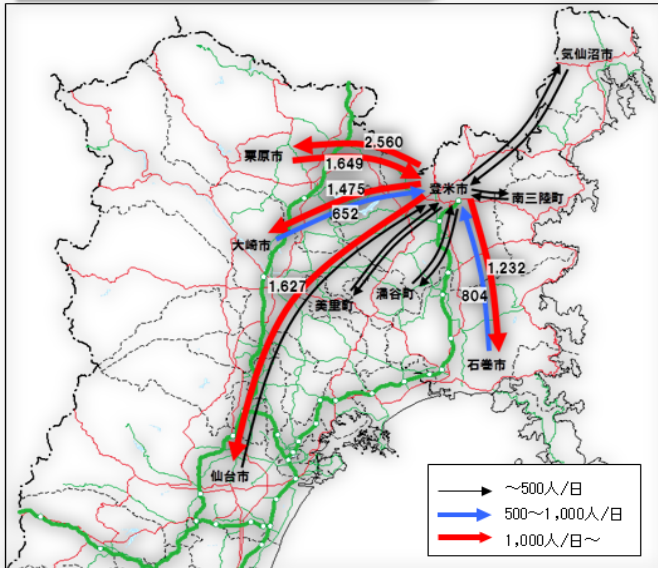 気仙沼市
2,560
栗原市
1,649
登米市
南三陸町
1,475
652
大崎市
1,627
1,232
美里町
涌谷町
804
石巻市
仙台市
～500人/日
500～1,000人/日
1,000人/日～